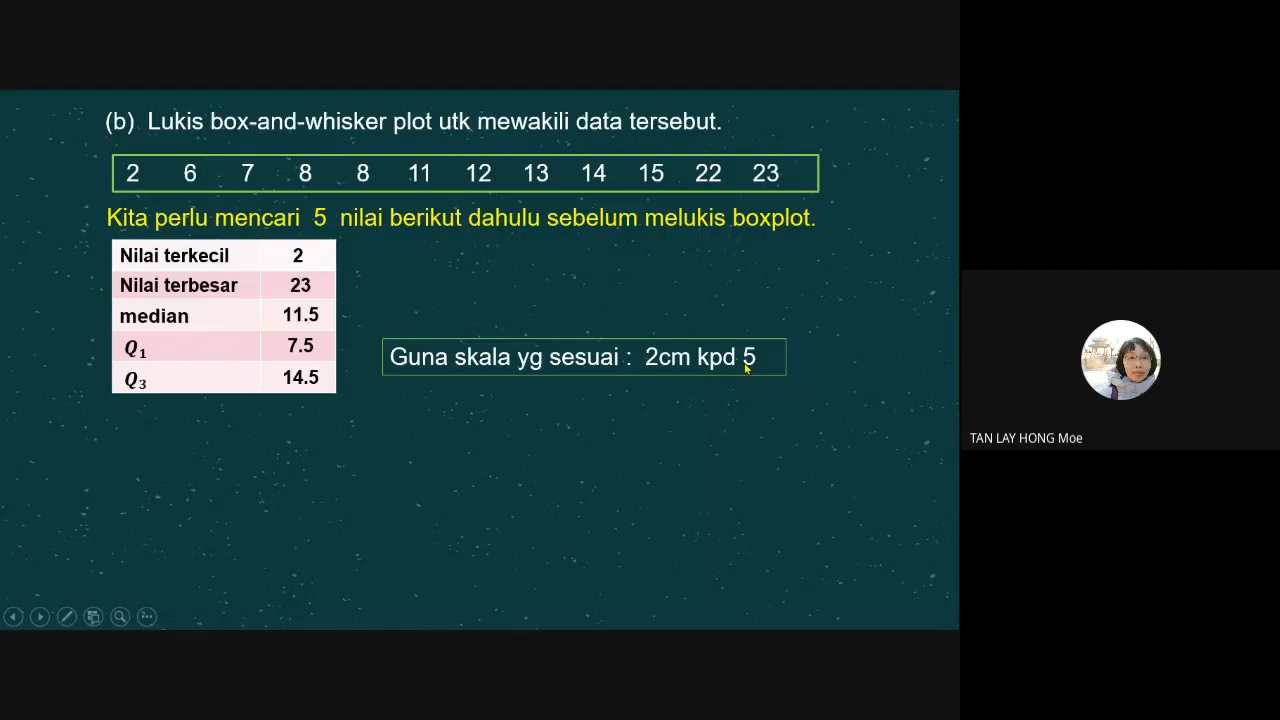 (b) Lukis box-and-whisker plot utk mewakili data tersebut.
2 6 7 8 8 11 12 13 14 15 22 23
Kita perlu mencari 5 nilai berikut dahulu sebelum melukis boxplot.
Nilai terkecil 2
Nilai terbesar 23
median 11.5
Q₁ 7.5
Q₃ 14.5
Guna skala yg sesuai : 2cm kpd 5
TAN LAY HONG Moe